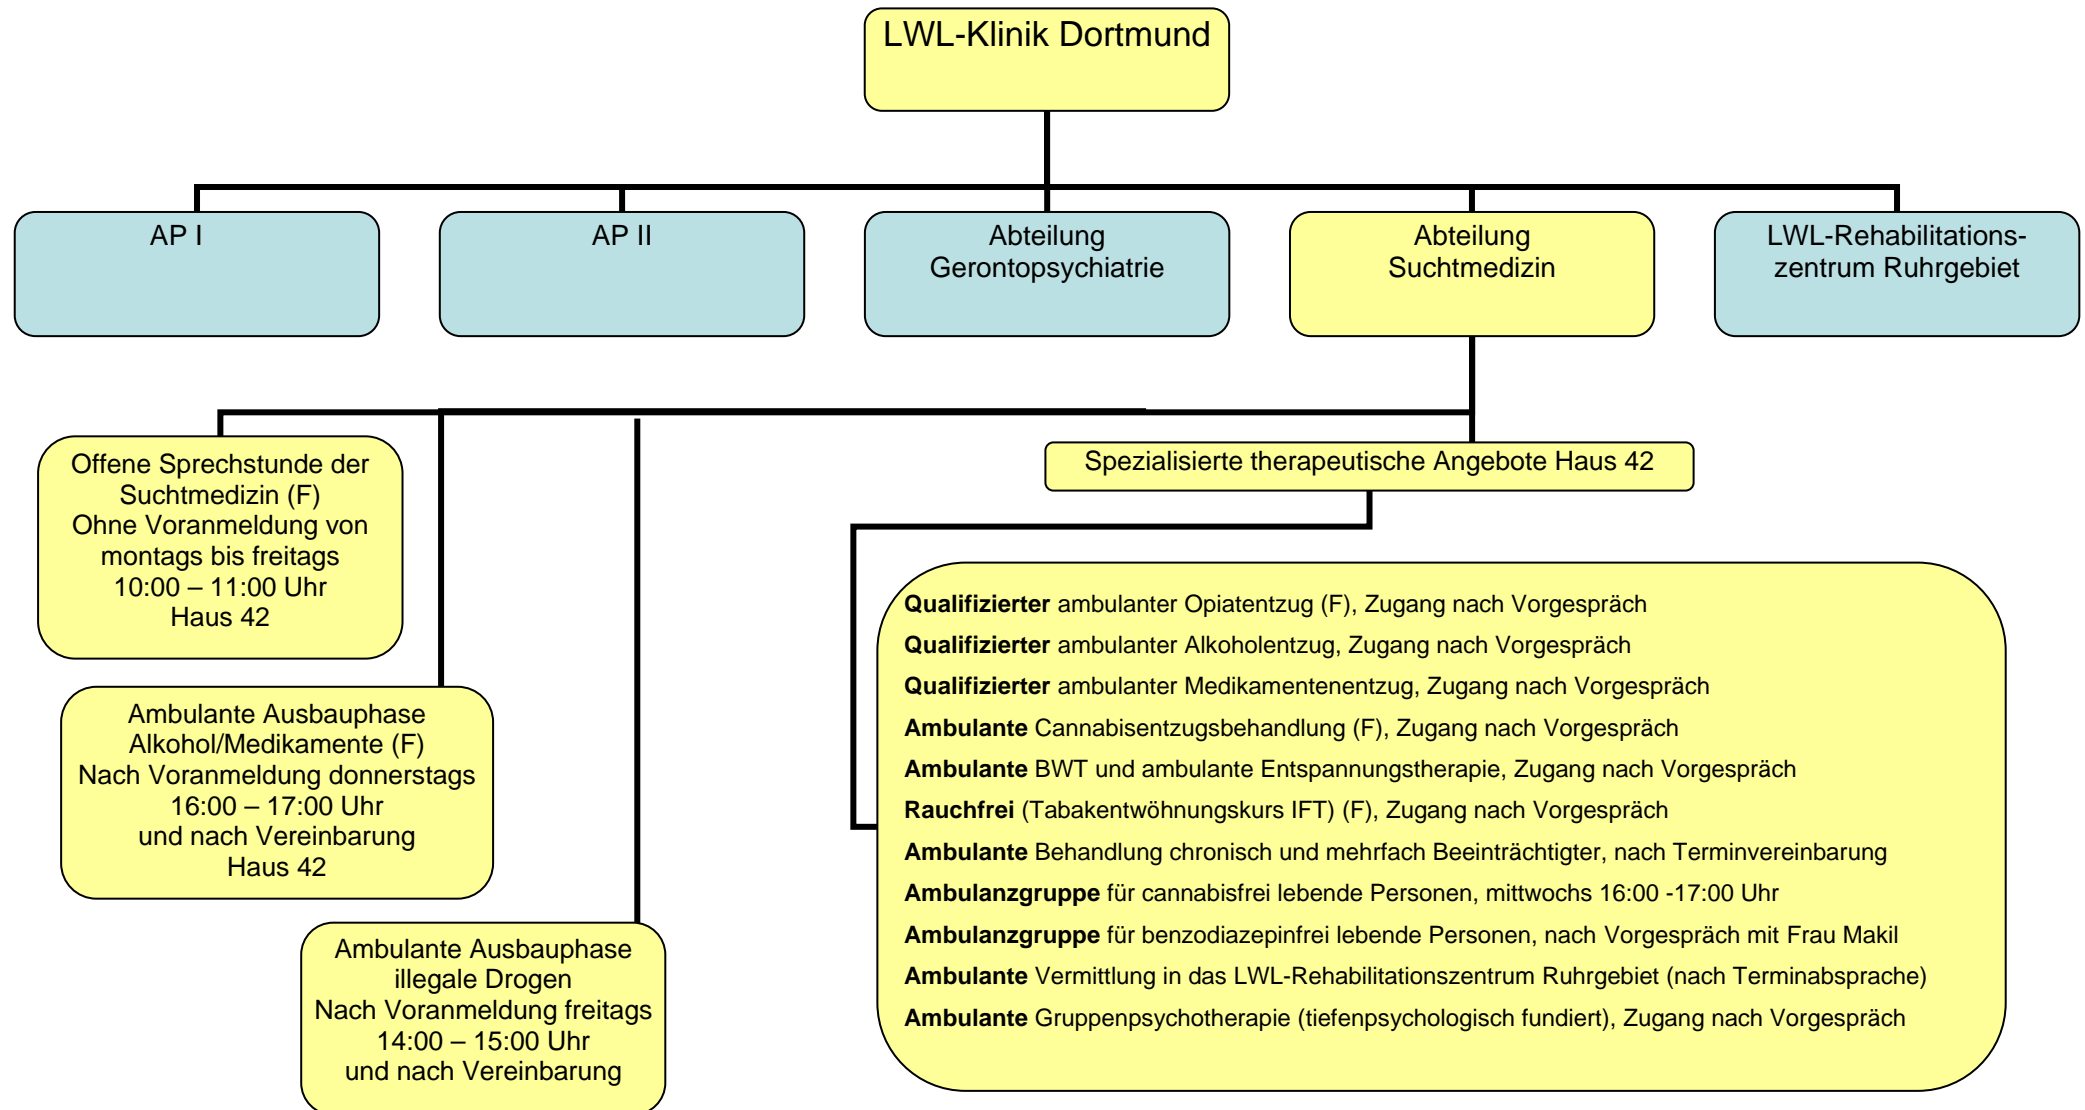 LWL-Klinik Dortmund
AP I
AP II
Abteilung
Gerontopsychiatrie
Abteilung
Suchtmedizin
LWL-Rehabilitations-
zentrum Ruhrgebiet
Offene Sprechstunde der
Suchtmedizin (F)
Ohne Voranmeldung von
montags bis freitags
10:00 – 11:00 Uhr
Haus 42
Ambulante Ausbauphase
Alkohol/Medikamente (F)
Nach Voranmeldung donnerstags
16:00 – 17:00 Uhr
und nach Vereinbarung
Haus 42
Ambulante Ausbauphase
illegale Drogen
Nach Voranmeldung freitags
14:00 – 15:00 Uhr
und nach Vereinbarung
Spezialisierte therapeutische Angebote Haus 42
Qualifizierter ambulanter Opiatentzug (F), Zugang nach Vorgespräch
Qualifizierter ambulanter Alkoholentzug, Zugang nach Vorgespräch
Qualifizierter ambulanter Medikamentenentzug, Zugang nach Vorgespräch
Ambulante Cannabisentzugsbehandlung (F), Zugang nach Vorgespräch
Ambulante BWT und ambulante Entspannungstherapie, Zugang nach Vorgespräch
Rauchfrei (Tabakentwöhnungskurs IFT) (F), Zugang nach Vorgespräch
Ambulante Behandlung chronisch und mehrfach Beeinträchtigter, nach Terminvereinbarung
Ambulanzgruppe für cannabisfrei lebende Personen, mittwochs 16:00 -17:00 Uhr
Ambulanzgruppe für benzodiazepinfrei lebende Personen, nach Vorgespräch mit Frau Makil
Ambulante Vermittlung in das LWL-Rehabilitationszentrum Ruhrgebiet (nach Terminabsprache)
Ambulante Gruppenpsychotherapie (tiefenpsychologisch fundiert), Zugang nach Vorgespräch